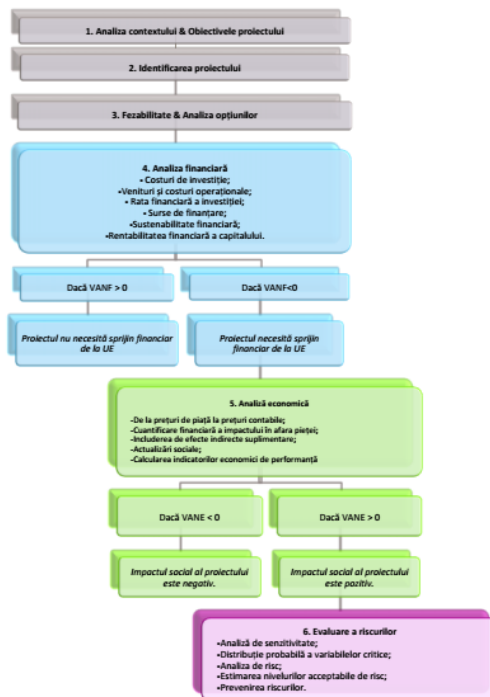 1. Analiza contextului & Obiectivele proiectului
2. Identificarea proiectului
3. Fezabilitate & Analiza opțiunilor
4. Analiza financiară
• Costuri de investiție;
•Venituri și costuri operaționale;
• Rata financiară a investiției;
• Surse de finanțare;
•Sustenabilitate financiară;
•Rentabilitatea financiară a capitalului.
Dacă VANF > 0
Dacă VANF<0
Proiectul nu necesită sprijin financiar
de la UE
Proiectul necesită sprijin
financiar de la UE
5. Analiză economică
-De la prețuri de piață la prețuri contabile;
-Cuantificare financiară a impactului în afara pieței;
-Includerea de efecte indirecte suplimentare;
-Actualizări sociale;
-Calcularea indicatorilor economici de performanță
Dacă VANE < 0
Dacă VANE > 0
Impactul social al proiectului
este negativ.
Impactul social al proiectului
este pozitiv.
6. Evaluare a riscurilor
•Analiză de senzitivitate;
•Distribuție probabilă a variabilelor critice;
•Analiza de risc;
•Estimarea nivelurilor acceptabile de risc;
•Prevenirea riscurilor.